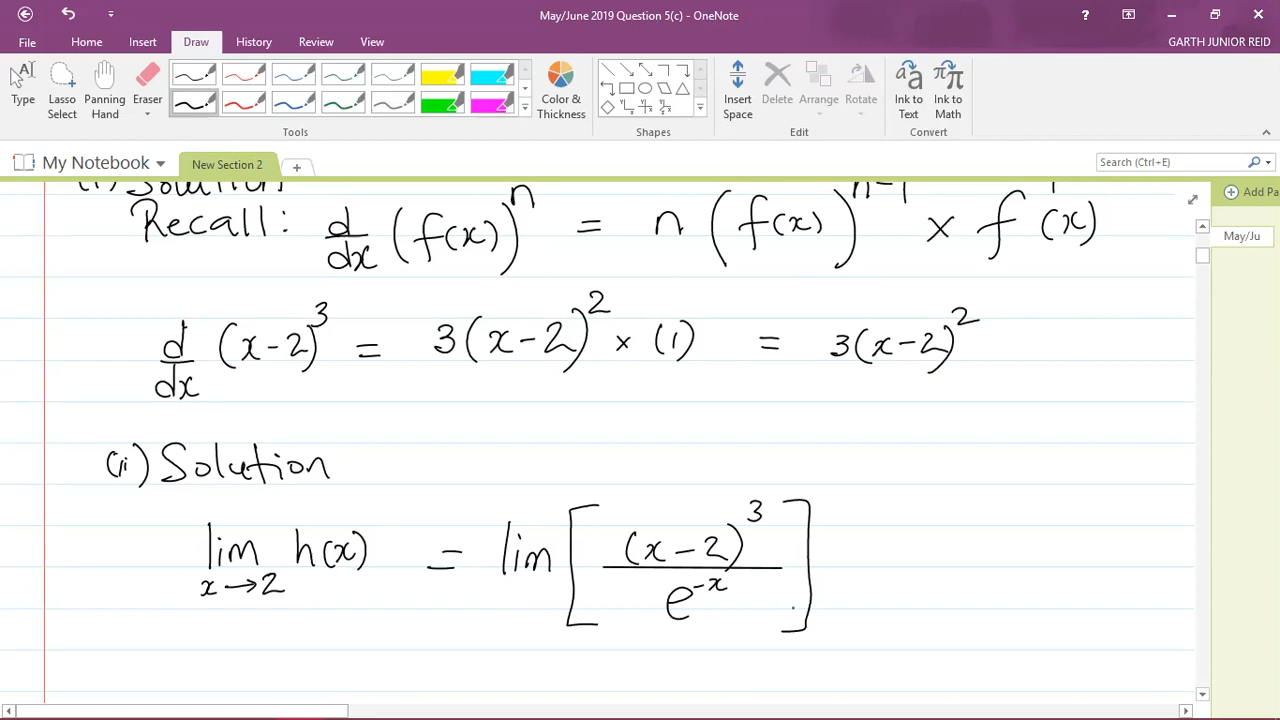 May/June 2019 Question 5(c) - OneNote
?
File Home Insert Draw History Review View GARTH JUNIOR REID
Type Lasso Select Panning Hand Eraser Color & Thickness Insert Space Delete Arrange Rotate Ink to Text Ink to Math
Tools Shapes Edit Convert
My Notebook New Section 2 + Search (Ctrl+E)
Add Pa
May/Ju
(i) Solution
Recall: d/dx (f(x))^n = n (f(x))^(n-1) × f'(x)
d/dx (x-2)^3 = 3(x-2)^2 × (1) = 3(x-2)^2
(ii) Solution
lim x→2 h(x) = lim [ (x-2)^3 / e^-x ]